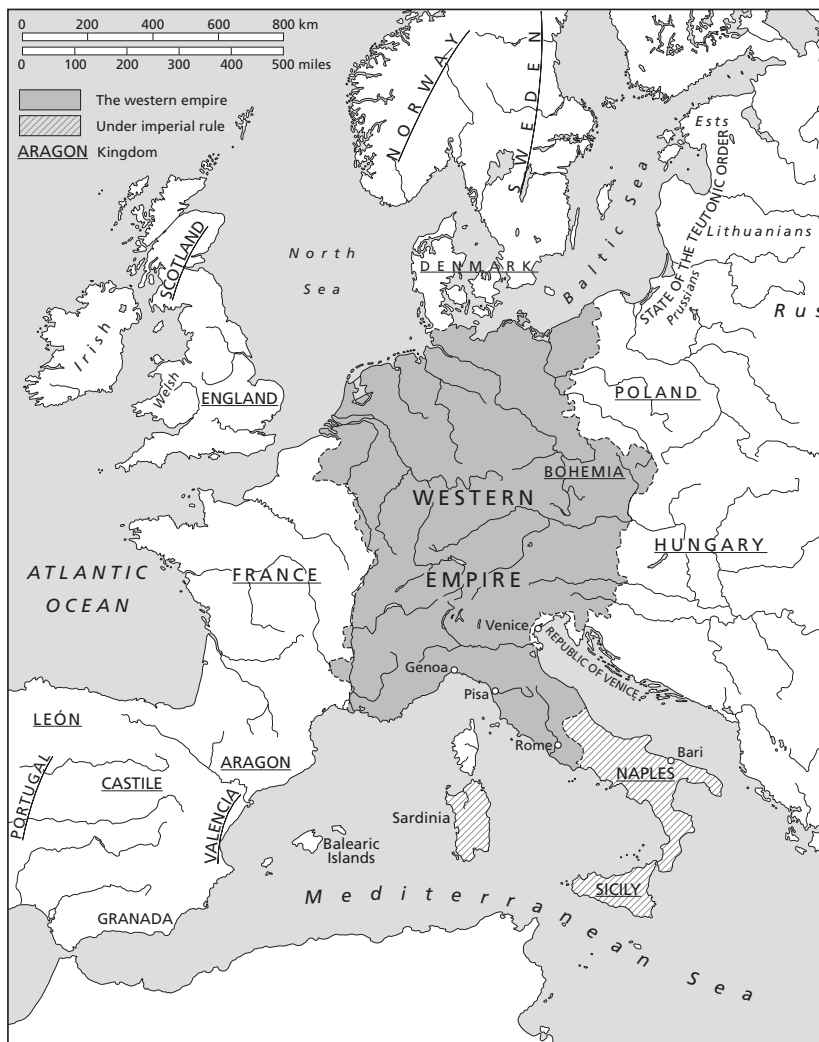 0 200 400 600 800 km
0 100 200 300 400 500 miles
The western empire
Under imperial rule
ARAGON Kingdom
NORWAY
SWEDEN
Ests
STATE OF THE TEUTONIC ORDER
Lithuanians
Prussians
Rus
Baltic Sea
North
Sea
DENMARK
SCOTLAND
Irish
Welsh
ENGLAND
POLAND
BOHEMIA
WESTERN
EMPIRE
HUNGARY
ATLANTIC
OCEAN
FRANCE
Venice
REPUBLIC OF VENICE
Genoa
Pisa
Rome
Bari
NAPLES
LEÓN
PORTUGAL
CASTILE
ARAGON
VALENCIA
Sardinia
Balearic
Islands
SICILY
GRANADA
Mediterranean Sea